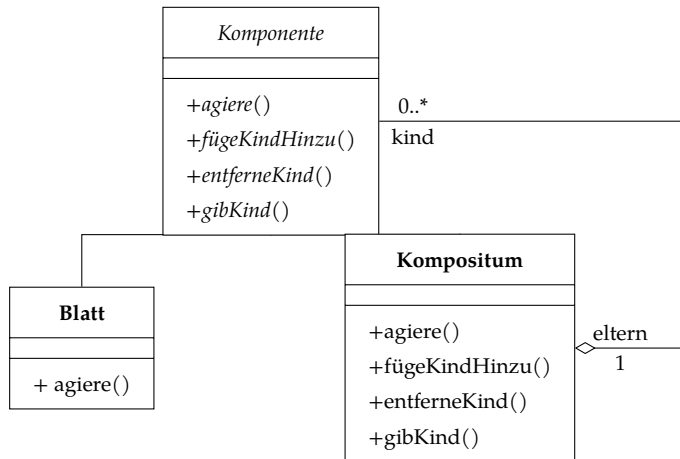 Komponente
+agiere()
+fügeKindHinzu()
+entferneKind()
+gibKind()
0..*
kind
Blatt
+ agiere()
Kompositum
+agiere()
+fügeKindHinzu()
+entferneKind()
+gibKind()
eltern
1